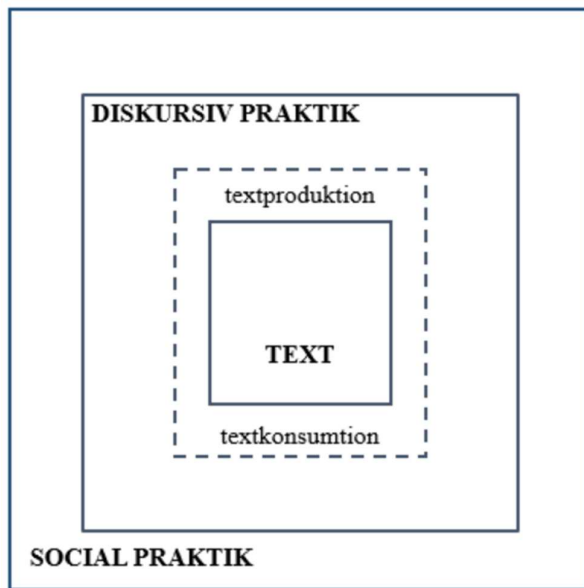 DISKURSIV PRAKTIK
textproduktion
TEXT
textkonsumtion
SOCIAL PRAKTIK